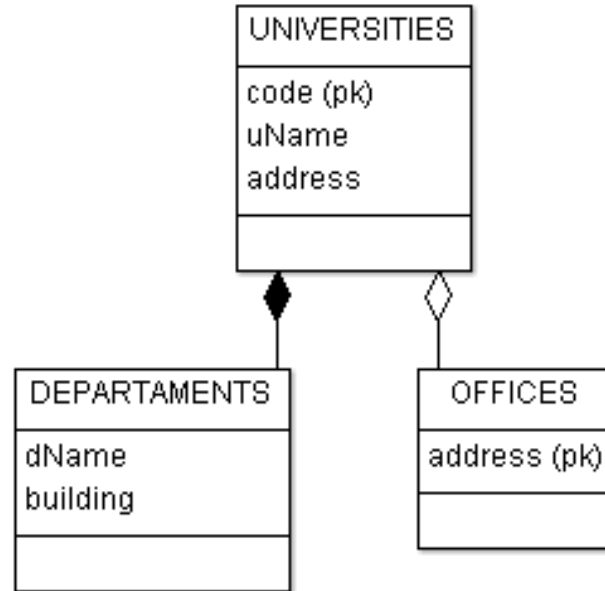 UNIVERSITIES
code (pk)
uName
address
DEPARTAMENTS
dName
building
OFFICES
address (pk)